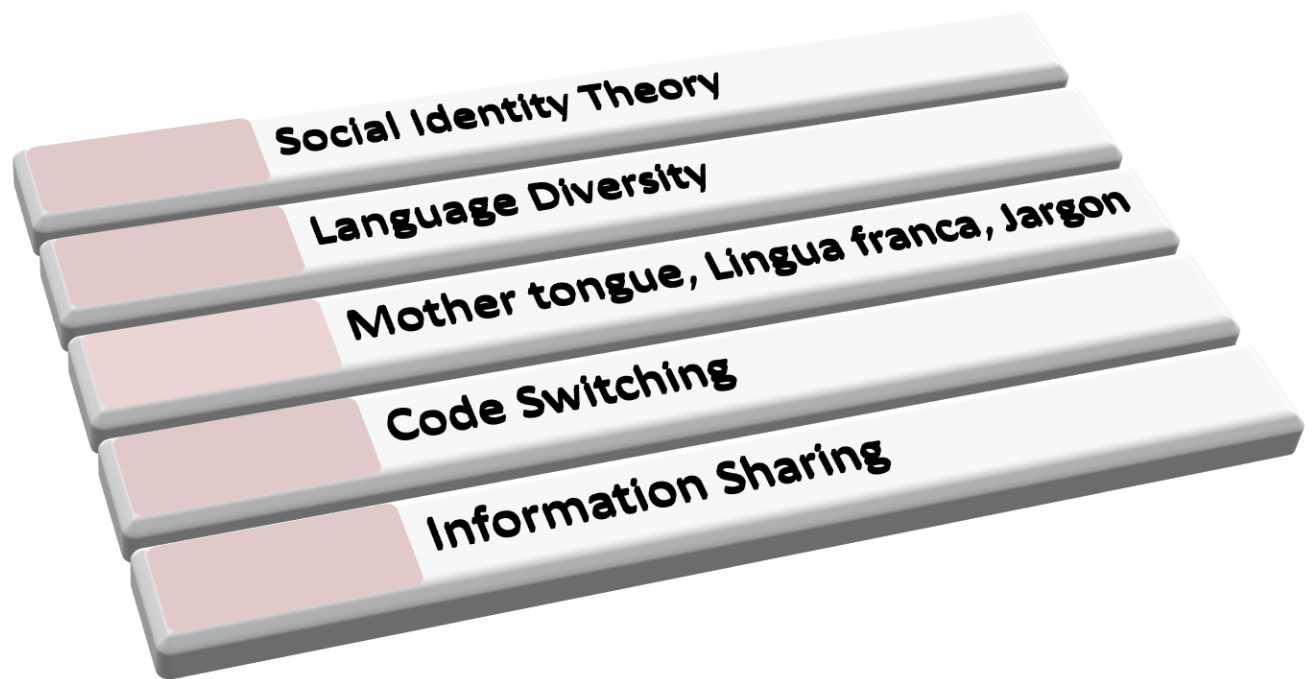 Social Identity Theory
Language Diversity
Mother tongue, Lingua franca, Jargon
Code Switching
Information Sharing